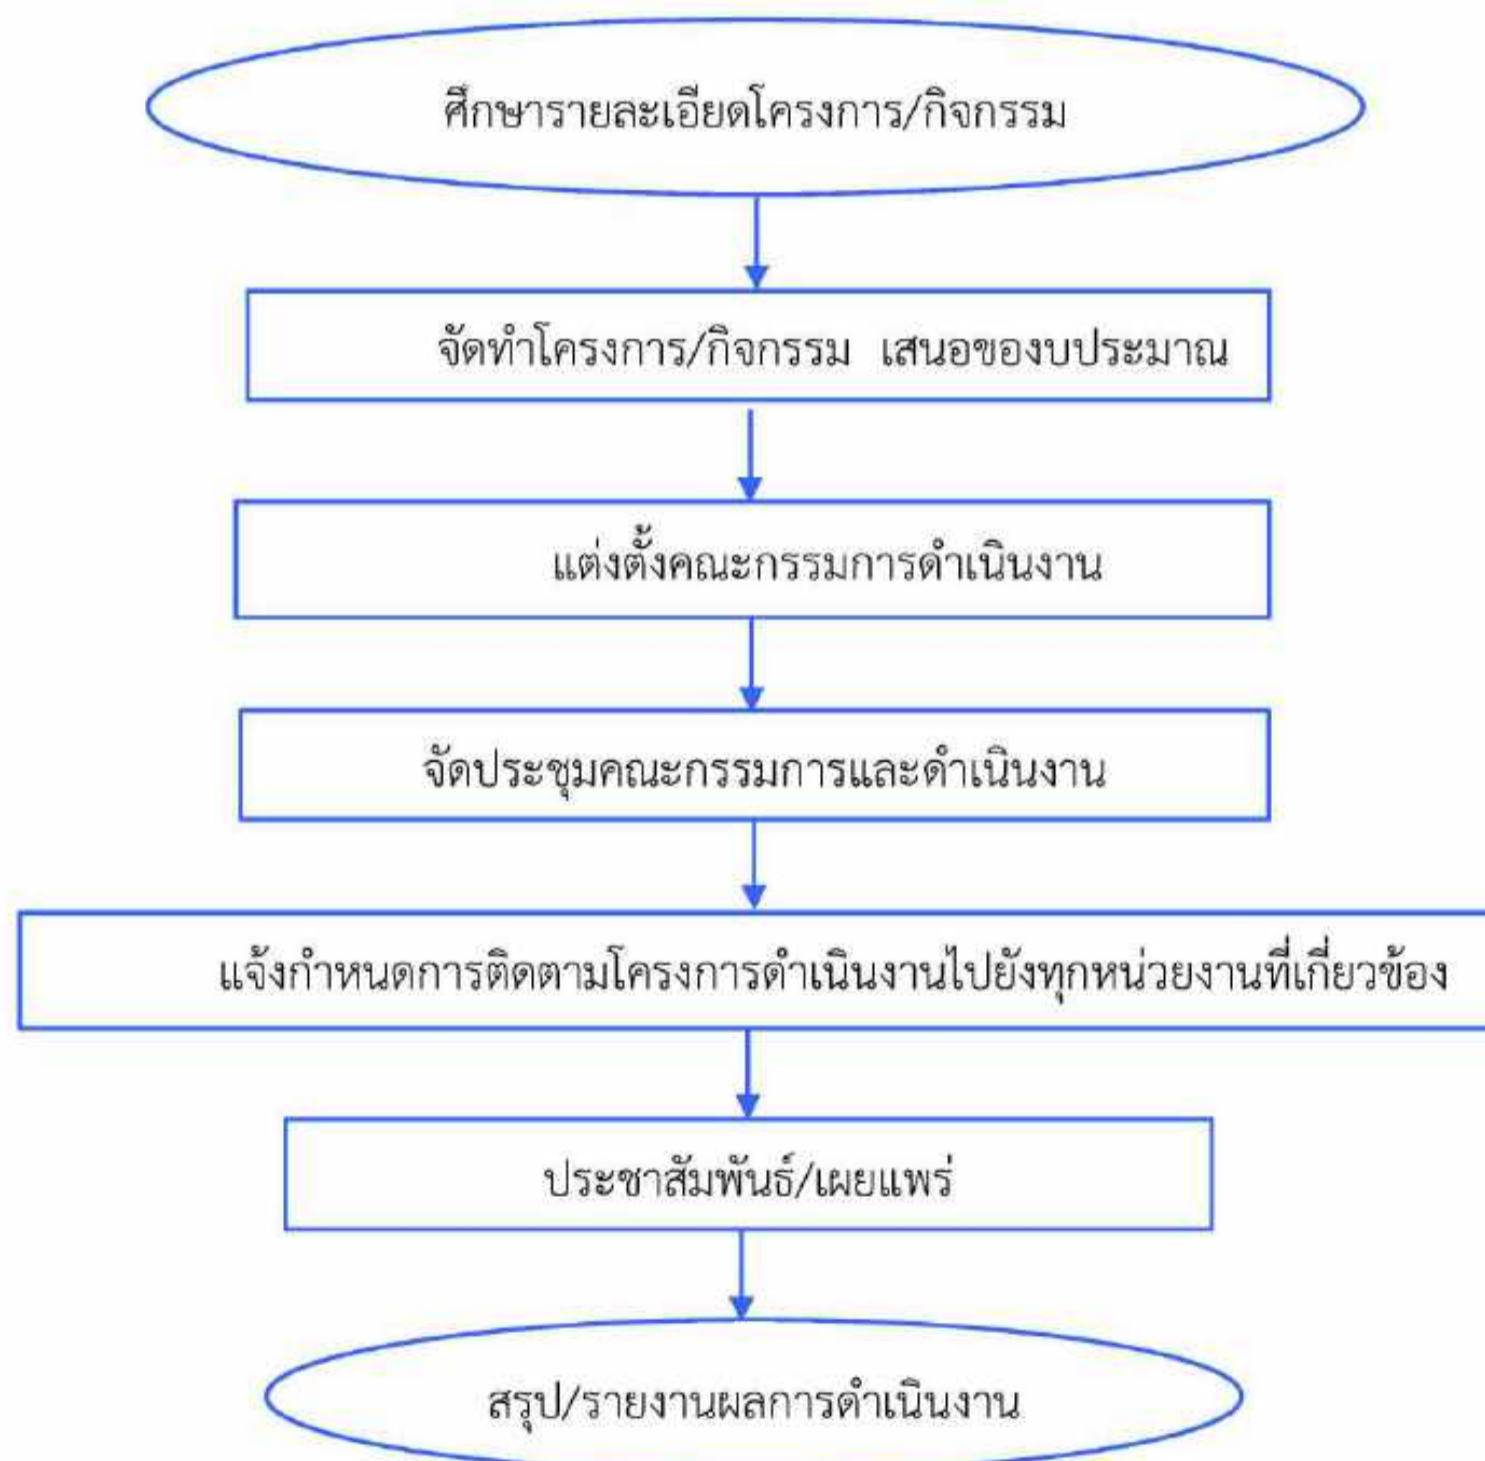 ศึกษารายละเอียดโครงการ/กิจกรรม
จัดทำโครงการ/กิจกรรม เสนอของบประมาณ
แต่งตั้งคณะกรรมการดำเนินงาน
จัดประชุมคณะกรรมการและดำเนินงาน
แจ้งกำหนดการติดตามโครงการดำเนินงานไปยังทุกหน่วยงานที่เกี่ยวข้อง
ประชาสัมพันธ์/เผยแพร่
สรุป/รายงานผลการดำเนินงาน